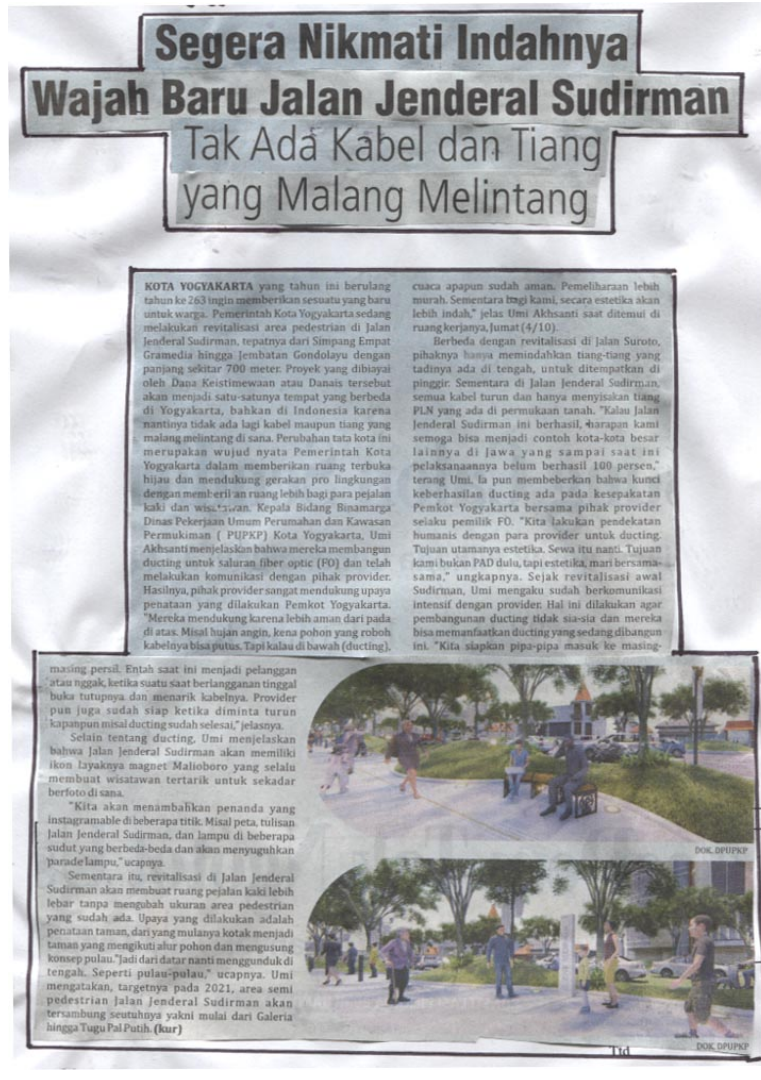 Segera Nikmati Indahnya
Wajah Baru Jalan Jenderal Sudirman
Tak Ada Kabel dan Tiang
yang Malang Melintang
KOTA YOGYAKARTA yang tahun ini berulang
tahun ke 263 ingin memberikan sesuatu yang baru
untuk warga. Pemerintah Kota Yogyakarta sedang
melakukan revitalisasi area pedestrian di Jalan
Jenderal Sudirman, tepatnya dari Simpang Empat
Gramedia hingga Jembatan Gondolayu dengan
panjang sekitar 700 meter. Proyek yang dibiayai
oleh Dana Keistimewaan atau Danais tersebut
akan menjadi satu-satunya tempat yang berbeda
di Yogyakarta, bahkan di Indonesia karena
nantinya tidak ada lagi kabel maupun tiang yang
malang melintang di sana. Perubahan tata kota ini
merupakan wujud nyata Pemerintah Kota
Yogyakarta dalam memberikan ruang terbuka
hijau dan mendukung gerakan pro lingkungan
dengan memberikan ruang lebih bagi para pejalan
kaki dan wisatawan. Kepala Bidang Binamarga
Dinas Pekerjaan Umum Perumahan dan Kawasan
Permukiman ( PUPKP) Kota Yogyakarta, Umi
Akhsanti menjelaskan bahwa mereka membangun
ducting untuk saluran fiber optic (FO) dan telah
melakukan komunikasi dengan pihak provider.
Hasilnya, pihak provider sangat mendukung upaya
penataan yang dilakukan Pemkot Yogyakarta.
"Mereka mendukung karena lebih aman dari pada
di atas. Misal hujan angin, kena pohon yang roboh
kabelnya bisa putus. Tapi kalau di bawah (ducting),
cuaca apapun sudah aman. Pemeliharaan lebih
murah. Sementara bagi kami, secara estetika akan
lebih indah," jelas Umi Akhsanti saat ditemui di
ruang kerjanya, Jumat (4/10).
Berbeda dengan revitalisasi di Jalan Suroto,
pihaknya hanya memindahkan tiang-tiang yang
tadinya ada di tengah, untuk ditempatkan di
pinggir. Sementara di Jalan Jenderal Sudirman,
semua kabel turun dan hanya menyisakan tiang
PLN yang ada di permukaan tanah. "Kalau Jalan
Jenderal Sudirman ini berhasil, harapan kami
semoga bisa menjadi contoh kota-kota besar
lainnya di Jawa yang sampai saat ini
pelaksanaannya belum berhasil 100 persen,"
terang Umi. Ia pun membeberkan bahwa kunci
keberhasilan ducting ada pada kesepakatan
Pemkot Yogyakarta bersama pihak provider
selaku pemilik FO. "Kita lakukan pendekatan
humanis dengan para provider untuk ducting.
Tujuan utamanya estetika. Sewa itu nanti. Tujuan
kami bukan PAD dulu, tapi estetika, mari bersama-
sama," ungkapnya. Sejak revitalisasi awal
Sudirman, Umi mengaku sudah berkomunikasi
intensif dengan provider. Hal ini dilakukan agar
pembangunan ducting tidak sia-sia dan mereka
bisa memanfaatkan ducting yang sedang dibangun
ini. "Kita siapkan pipa-pipa masuk ke masing-
masing persil. Entah saat ini menjadi pelanggan
atau nggak, ketika suatu saat berlangganan tinggal
buka tutupnya dan menarik kabelnya. Provider
pun juga sudah siap ketika diminta turun
kapanpun misal ducting sudah selesai," jelasnya.
Selain tentang ducting, Umi menjelaskan
bahwa Jalan Jenderal Sudirman akan memiliki
ikon layaknya magnet Malioboro yang selalu
membuat wisatawan tertarik untuk sekadar
berfoto di sana.
"Kita akan menambahkan penanda yang
instagramable di beberapa titik. Misal peta, tulisan
Jalan Jenderal Sudirman, dan lampu di beberapa
sudut yang berbeda-beda dan akan menyuguhkan
parade lampu," ucapnya.
Sementara itu, revitalisasi di Jalan Jenderal
Sudirman akan membuat ruang pejalan kaki lebih
lebar tanpa mengubah ukuran area pedestrian
yang sudah ada. Upaya yang dilakukan adalah
penataan taman, dari yang mulanya kotak menjadi
taman yang mengikuti alur pohon dan mengusung
konsep pulau."Jadi dari datar nanti menggunduk di
tengah. Seperti pulau-pulau," ucapnya. Umi
mengatakan, targetnya pada 2021, area semi
pedestrian Jalan Jenderal Sudirman akan
tersambung seutuhnya yakni mulai dari Galeria
hingga Tugu Pal Putih. (kur)
DOK. DPUPKP
DOK. DPUPKP
Ttd